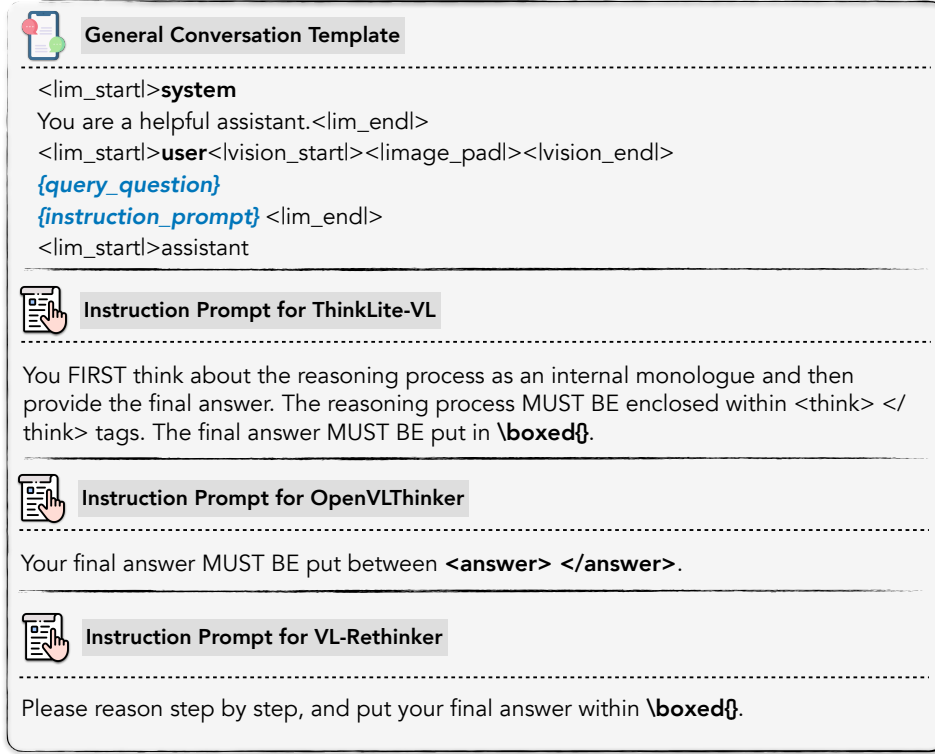 General Conversation Template
<|im_start|>system
You are a helpful assistant.<|im_end|>
<|im_start|>user<|vision_start|><|image_pad|><|vision_end|>
{query_question}
{instruction_prompt} <|im_end|>
<|im_start|>assistant
Instruction Prompt for ThinkLite-VL
You FIRST think about the reasoning process as an internal monologue and then
provide the final answer. The reasoning process MUST BE enclosed within <think> </
think> tags. The final answer MUST BE put in \boxed{}.
Instruction Prompt for OpenVLThinker
Your final answer MUST BE put between <answer> </answer>.
Instruction Prompt for VL-Rethinker
Please reason step by step, and put your final answer within \boxed{}.